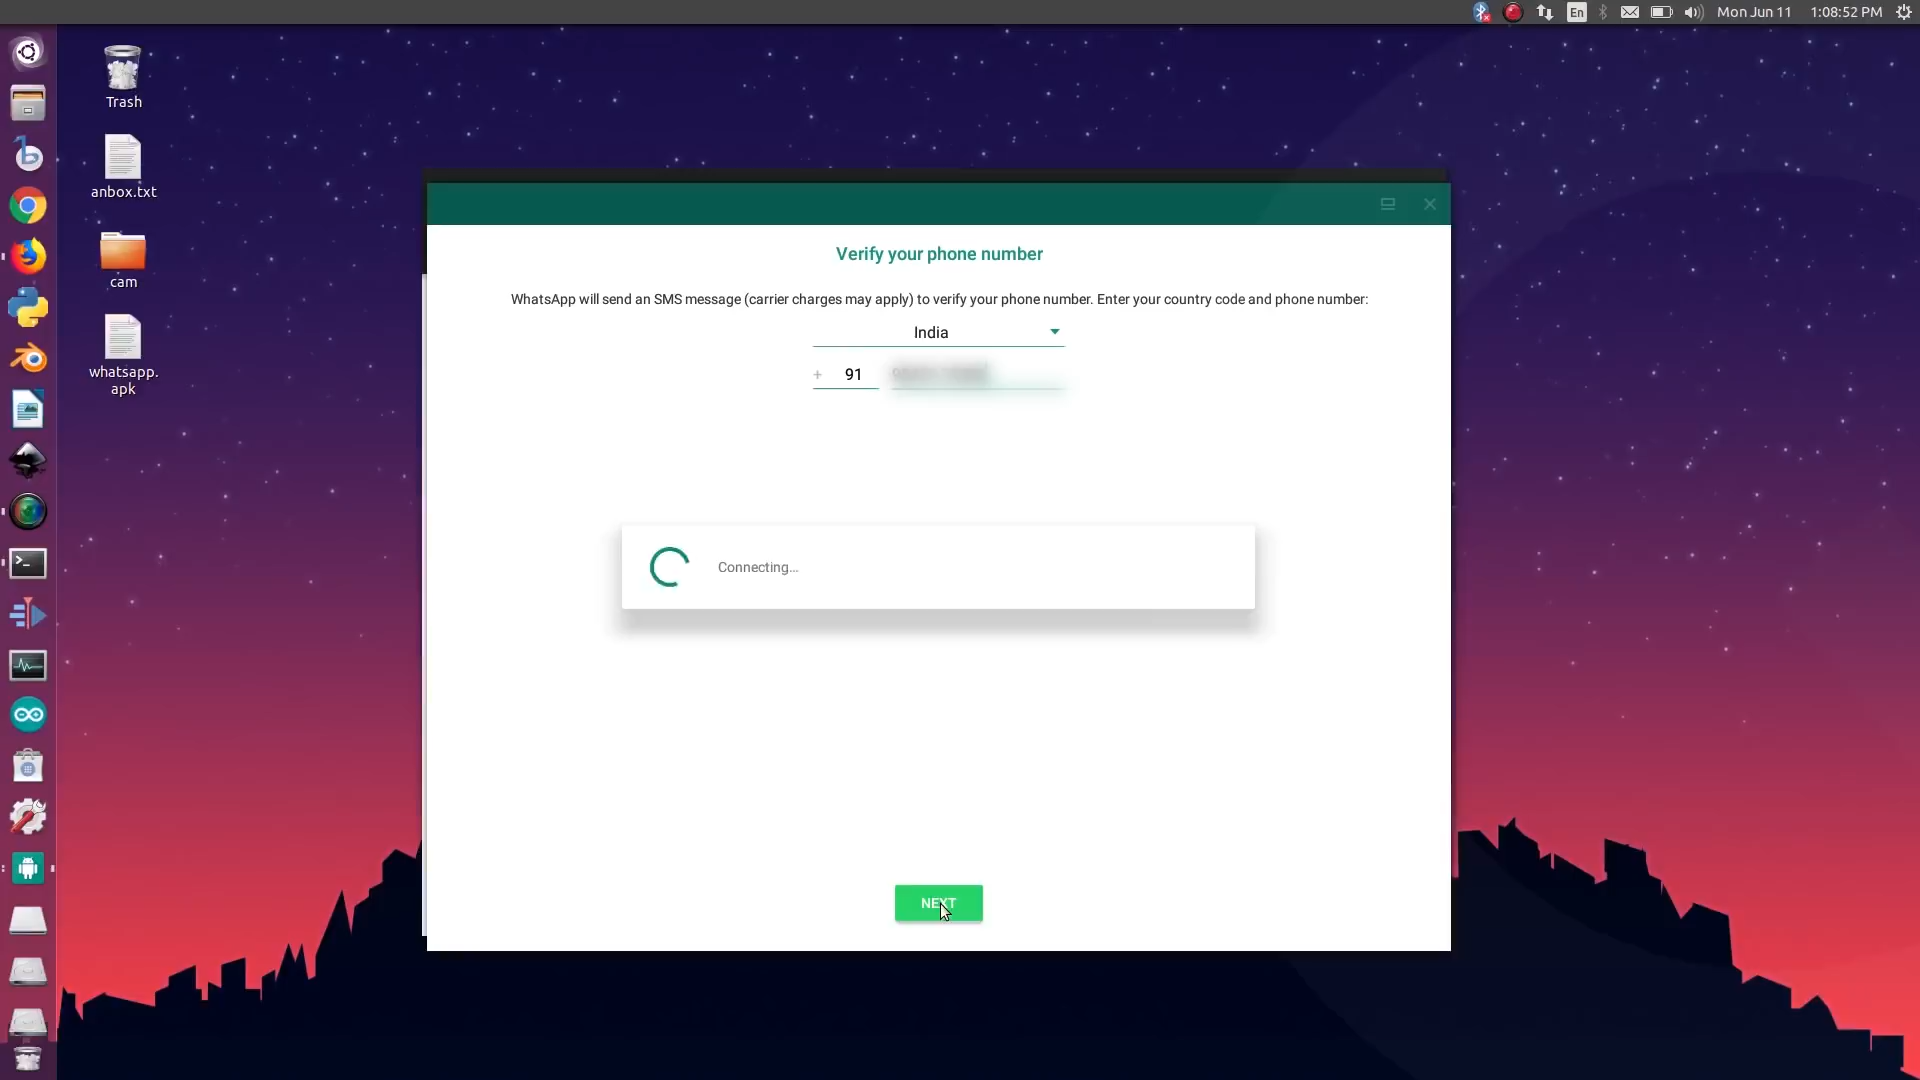 En
Mon Jun 11
1:08:52 PM
Trash
anbox.txt
cam
whatsapp.
apk
Verify your phone number
WhatsApp will send an SMS message (carrier charges may apply) to verify your phone number. Enter your country code and phone number:
India
+ 91
Connecting...
NEXT